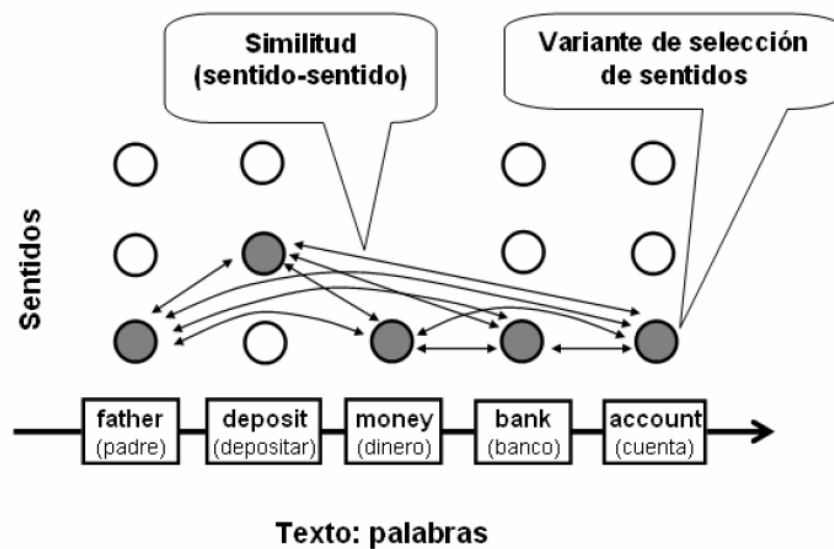 Similitud
(sentido-sentido)
Variante de selección
de sentidos
Sentidos
father
(padre)
deposit
(depositar)
money
(dinero)
bank
(banco)
account
(cuenta)
Texto: palabras